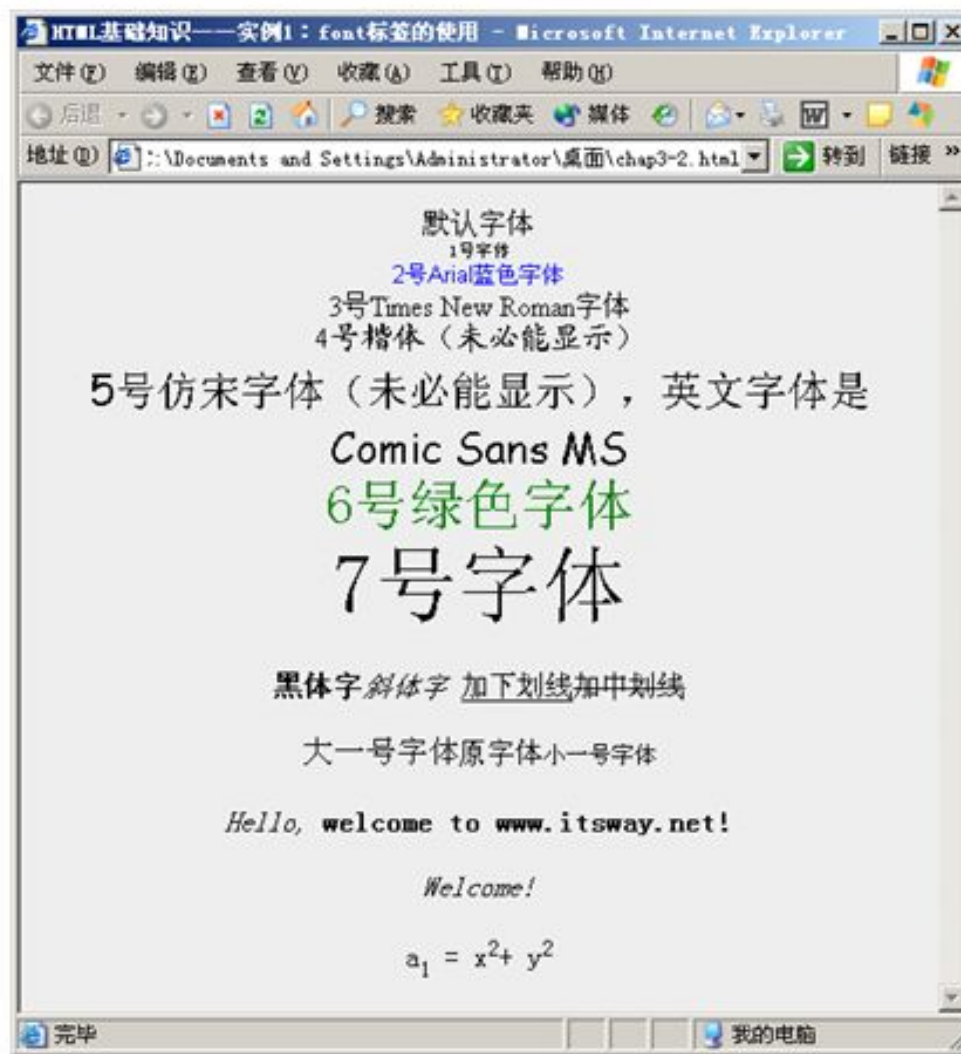 HTML基础知识——实例1：font标签的使用 - Microsoft Internet Explorer
文件(F) 编辑(E) 查看(V) 收藏(A) 工具(T) 帮助(H)
后退 搜索 收藏夹 媒体
地址(D) :\Documents and Settings\Administrator\桌面\chap3-2.html 转到 链接 »
默认字体
1号字体
2号Arial蓝色字体
3号Times New Roman字体
4号楷体（未必能显示）
5号仿宋字体（未必能显示），英文字体是
Comic Sans MS
6号绿色字体
7号字体
黑体字斜体字 加下划线加中划线
大一号字体原字体小一号字体
Hello, welcome to www.itsway.net!
Welcome!
a1 = x2+ y2
完毕 我的电脑